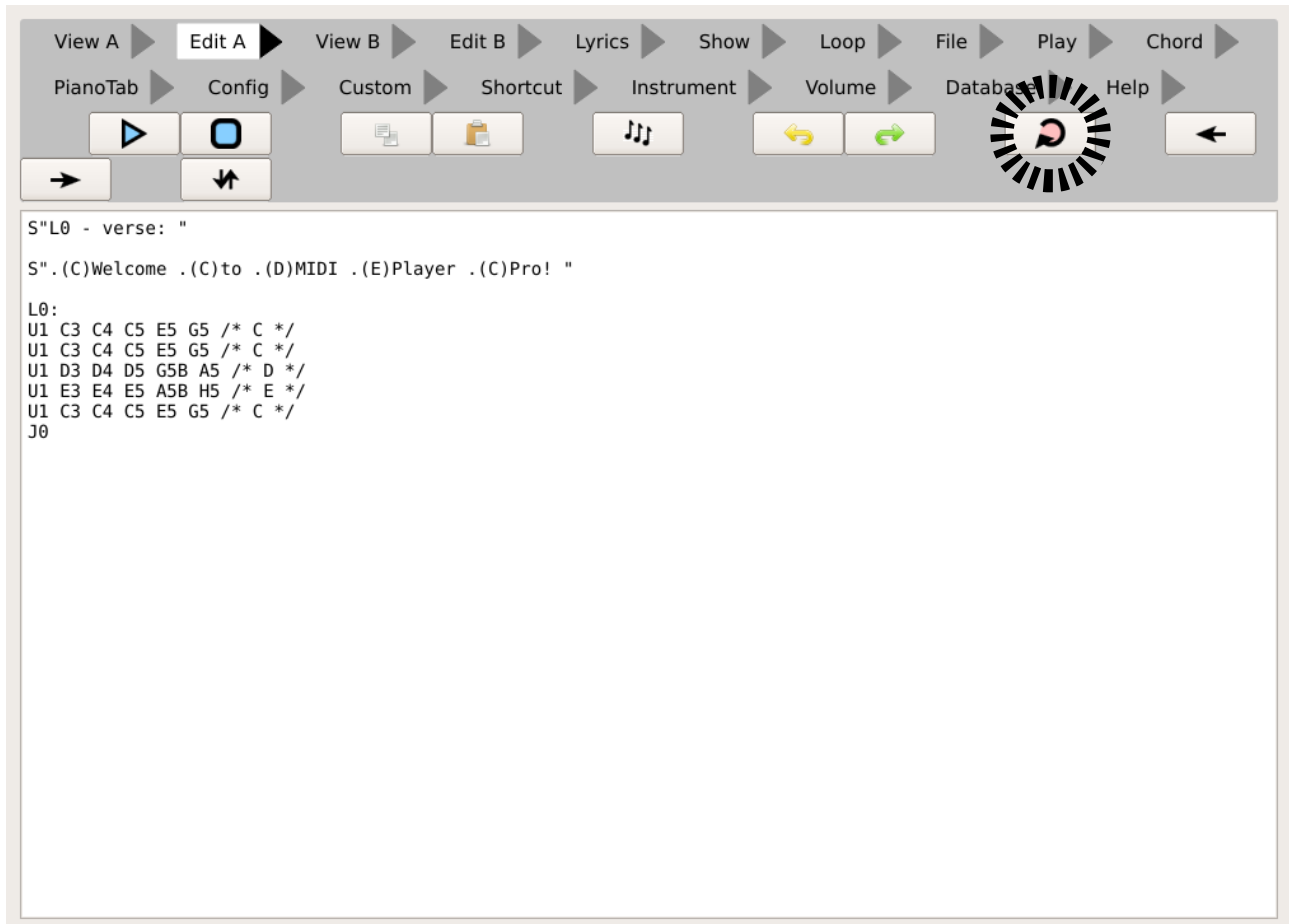 View A Edit A View B Edit B Lyrics Show Loop File Play Chord
PianoTab Config Custom Shortcut Instrument Volume Database Help
S"L0 - verse: "
S".(C)Welcome .(C)to .(D)MIDI .(E)Player .(C)Pro! "
L0:
U1 C3 C4 C5 E5 G5 /* C */
U1 C3 C4 C5 E5 G5 /* C */
U1 D3 D4 D5 G5B A5 /* D */
U1 E3 E4 E5 A5B H5 /* E */
U1 C3 C4 C5 E5 G5 /* C */
J0